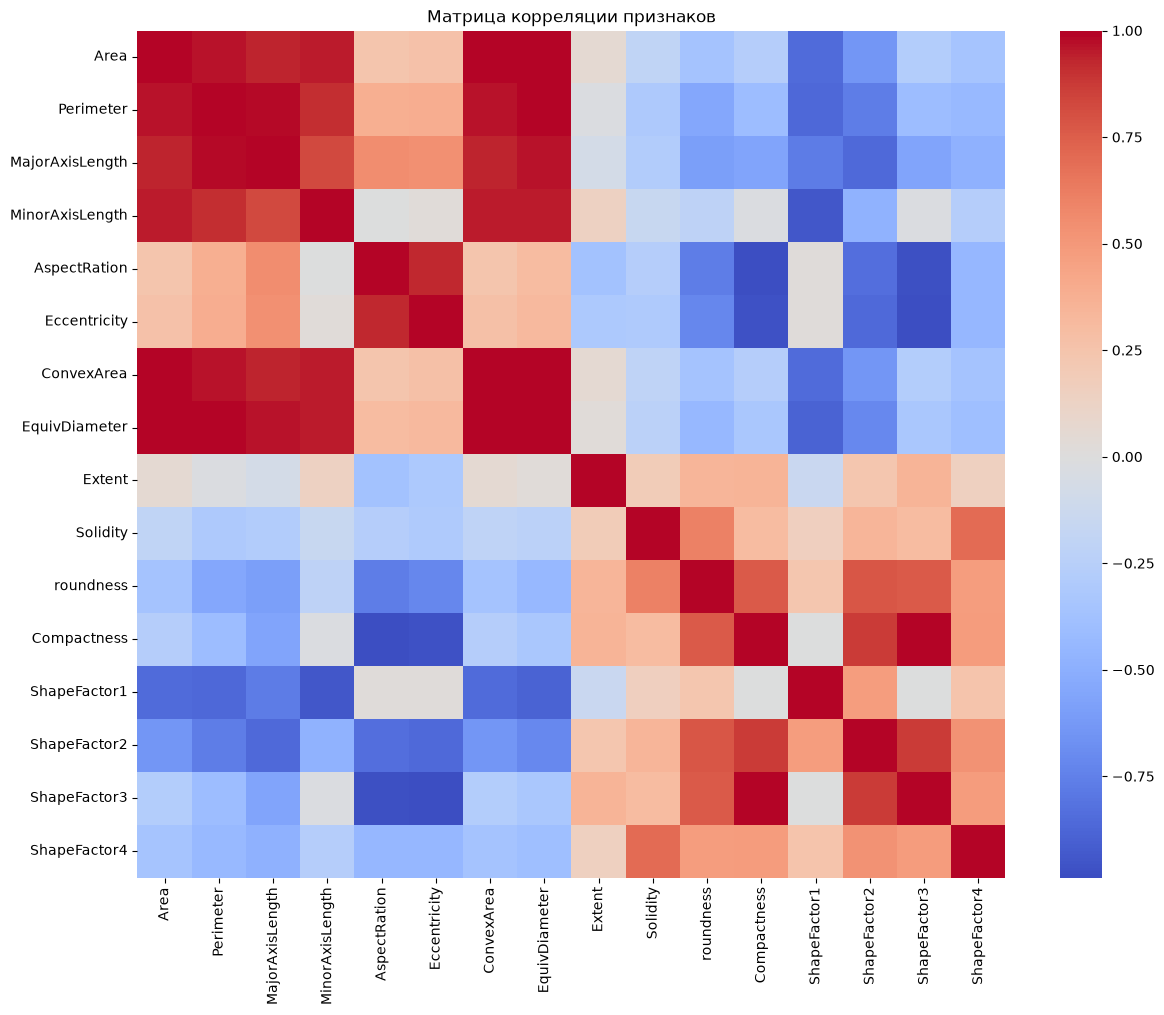 Матрица корреляции признаков
Area
Perimeter
MajorAxisLength
MinorAxisLength
AspectRation
Eccentricity
ConvexArea
EquivDiameter
Extent
Solidity
roundness
Compactness
ShapeFactor1
ShapeFactor2
ShapeFactor3
ShapeFactor4
Area
Perimeter
MajorAxisLength
MinorAxisLength
AspectRation
Eccentricity
ConvexArea
EquivDiameter
Extent
Solidity
roundness
Compactness
ShapeFactor1
ShapeFactor2
ShapeFactor3
ShapeFactor4
1.00
0.75
0.50
0.25
0.00
−0.25
−0.50
−0.75